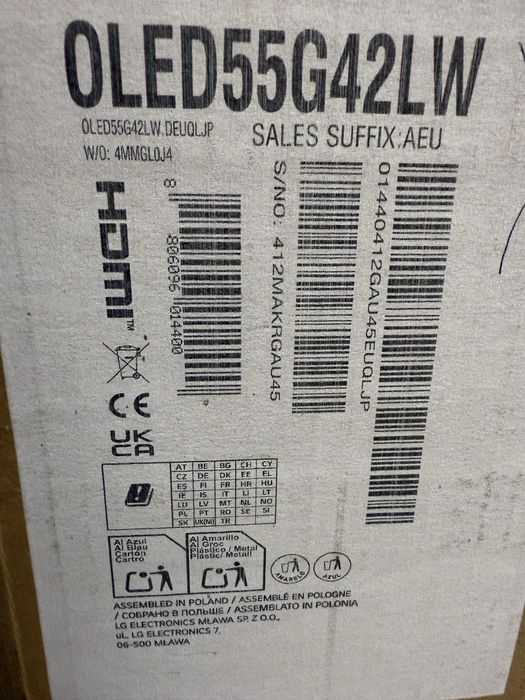 OLED55G42LW
OLED55G42LW.DEUQLJP
SALES SUFFIX:AEU
W/O: 4MMGL0J4
HDMI™
8 806096 014400
S/NO: 412MAKRGAU45
01440412GAU45EUQLJP
CE
UK
CA
AT BE BG CH CY
CZ DE DK EE EL
ES FI FR HR HU
IE IS IT LI LT
LU LV MT NL NO
PL PT RO SE SI
SK UK(NI) TR
Al Azul
Al Blau
Cartón
Cartró
Al Amarillo
Al Groc
Plástico / Metal
Plàstic/ Metall
AMARELO
AZUL
ASSEMBLED IN POLAND / ASSEMBLÉ EN POLOGNE
/ СОБРАНО В ПОЛЬШЕ / ASSEMBLATO IN POLONIA
LG ELECTRONICS MŁAWA SP. Z O.O.,
uL. LG ELECTRONICS 7,
06-500 MŁAWA